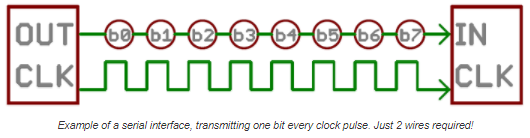 OUT b0 b1 b2 b3 b4 b5 b6 b7 IN
CLK CLK
Example of a serial interface, transmitting one bit every clock pulse. Just 2 wires required!